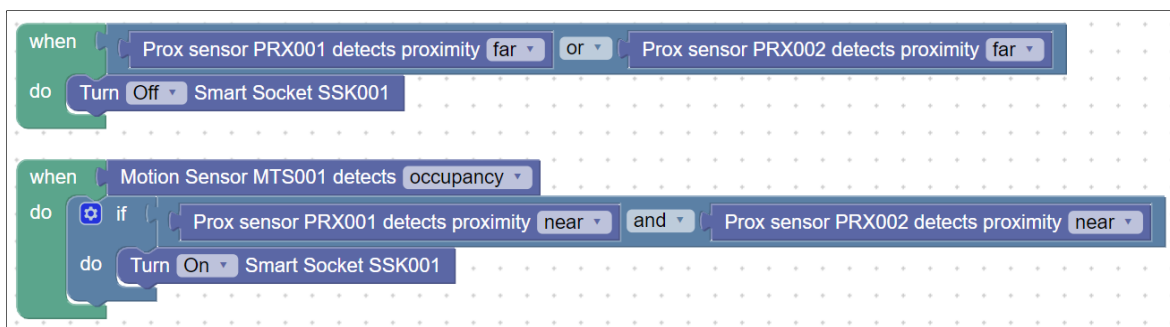 when Prox sensor PRX001 detects proximity far or Prox sensor PRX002 detects proximity far
do Turn Off Smart Socket SSK001
when Motion Sensor MTS001 detects occupancy
do if Prox sensor PRX001 detects proximity near and Prox sensor PRX002 detects proximity near
do Turn On Smart Socket SSK001